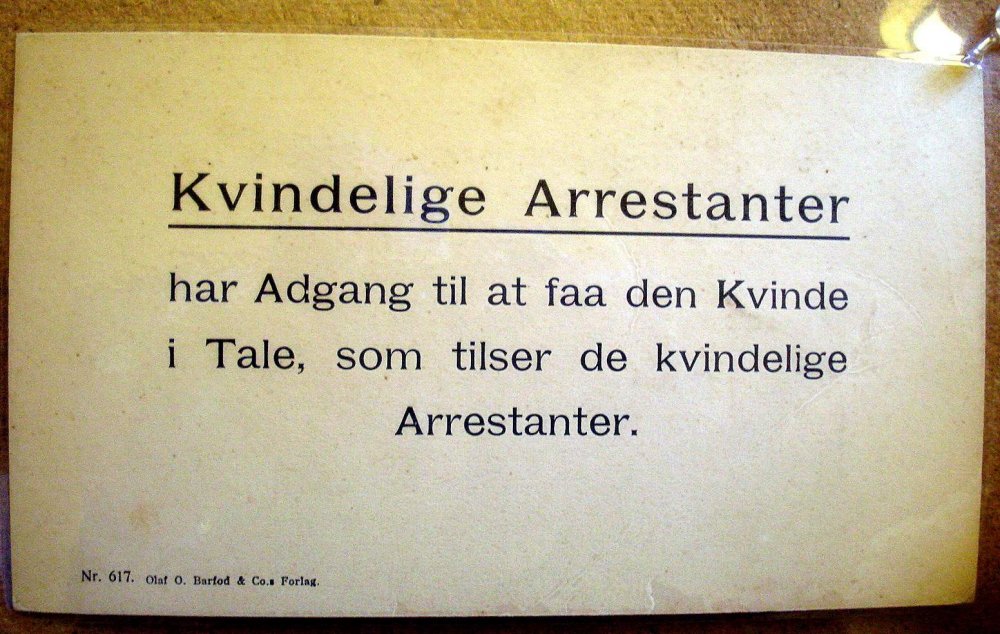 Kvindelige Arrestanter
har Adgang til at faa den Kvinde
i Tale, som tilser de kvindelige
Arrestanter.
Nr. 617. Olaf O. Barfod & Co.s Forlag.